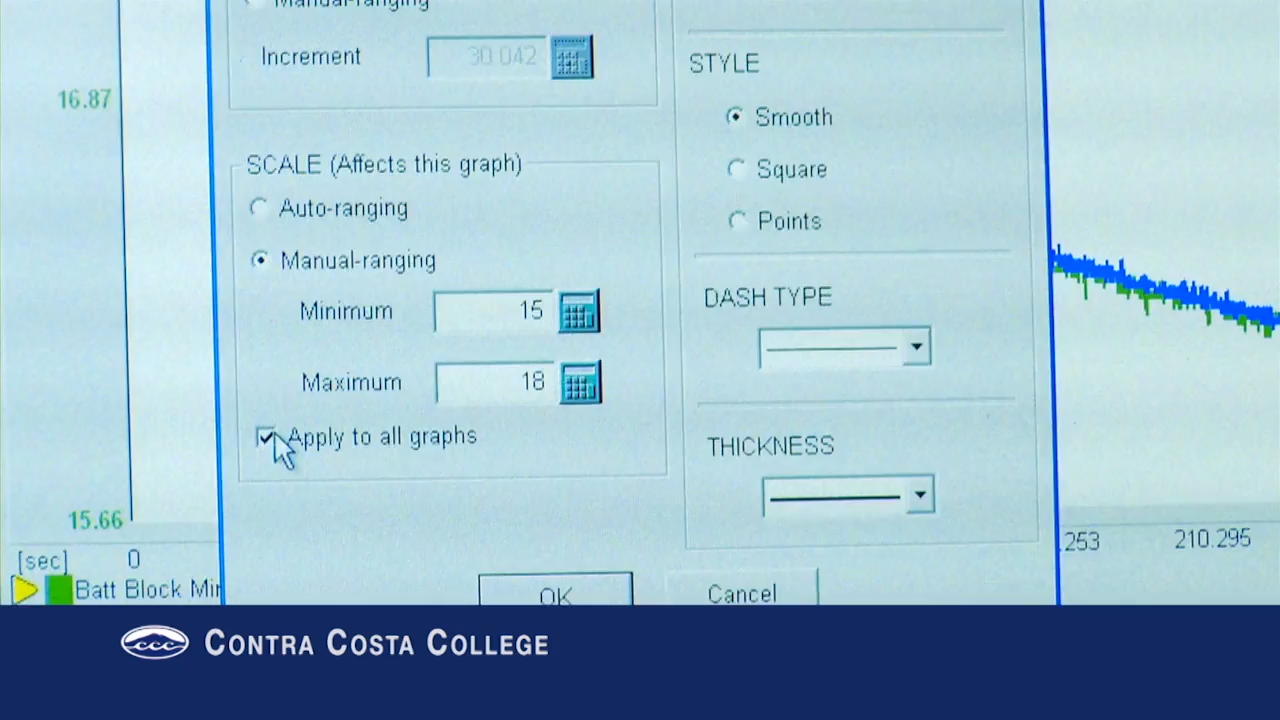 Manual-ranging
Increment 30.042
16.87
SCALE (Affects this graph)
Auto-ranging
Manual-ranging
Minimum 15
Maximum 18
Apply to all graphs
STYLE
Smooth
Square
Points
DASH TYPE
THICKNESS
15.66
[sec] 0
.253 210.295
Batt Block Min
OK Cancel
CCC CONTRA COSTA COLLEGE